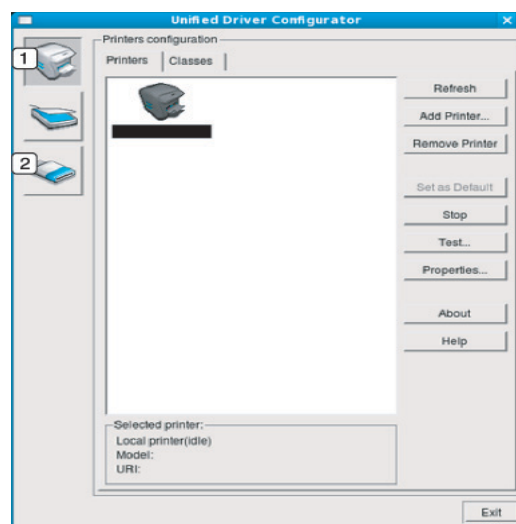 Unified Driver Configurator
Printers configuration
Printers
Classes
1
2
Refresh
Add Printer...
Remove Printer
Set as Default
Stop
Test...
Properties...
About
Help
Selected printer:
Local printer(idle)
Model:
URI:
Exit